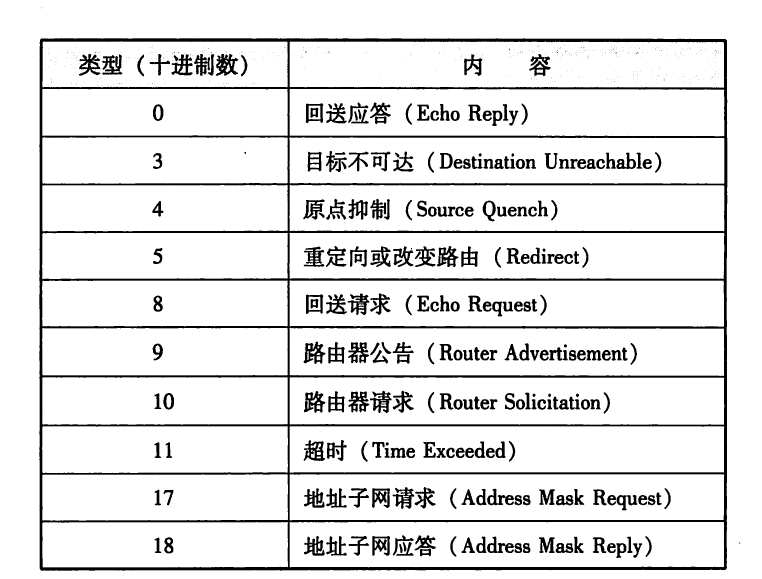 类型（十进制数） 内 容
0 回送应答（Echo Reply）
3 目标不可达（Destination Unreachable）
4 原点抑制（Source Quench）
5 重定向或改变路由（Redirect）
8 回送请求（Echo Request）
9 路由器公告（Router Advertisement）
10 路由器请求（Router Solicitation）
11 超时（Time Exceeded）
17 地址子网请求（Address Mask Request）
18 地址子网应答（Address Mask Reply）